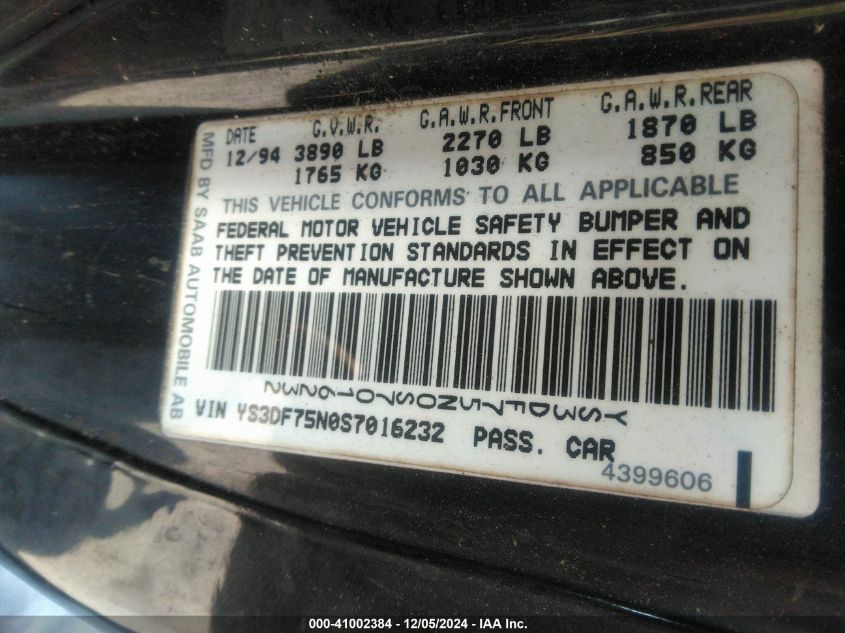 MFD BY SAAB AUTOMOBILE AB
DATE G.V.W.R. G.A.W.R.FRONT G.A.W.R.REAR
12/94 3890 LB 2270 LB 1870 LB
1765 KG 1030 KG 850 KG
THIS VEHICLE CONFORMS TO ALL APPLICABLE
FEDERAL MOTOR VEHICLE SAFETY BUMPER AND
THEFT PREVENTION STANDARDS IN EFFECT ON
THE DATE OF MANUFACTURE SHOWN ABOVE.
YS3DF75N0S7016232
VIN YS3DF75N0S7016232 PASS. CAR
4399606
000-41002384 - 12/05/2024 - IAA Inc.